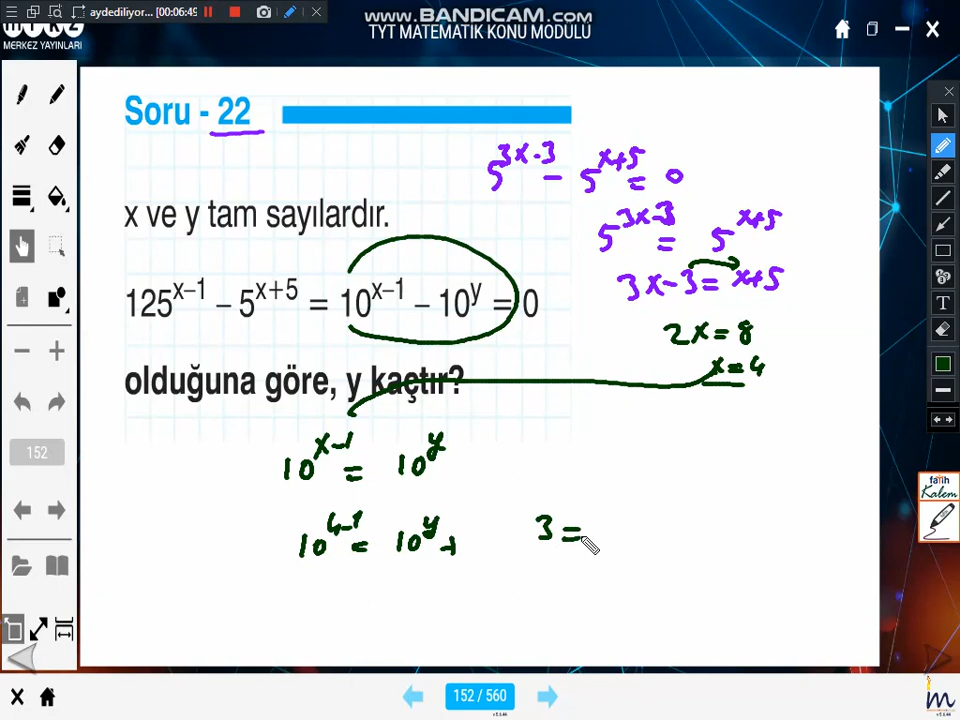 aydediliyor... [00:06:49
www.BANDICAM.com
MERKEZ YAYINLARI
TYT MATEMATİK KONU MODÜLÜ
Soru - 22
5^{3x-3} - 5^{x+5} = 0
x ve y tam sayılardır.
5^{3x-3} = 5^{x+5}
125^{x-1} - 5^{x+5} = 10^{x-1} - 10^{y} = 0
3x-3 = x+5
2x = 8
olduğuna göre, y kaçtır?
x = 4
10^{x-1} = 10^{y}
10^{4-1} = 10^{y}
3 =
152
fatih
Kalem
152 / 560